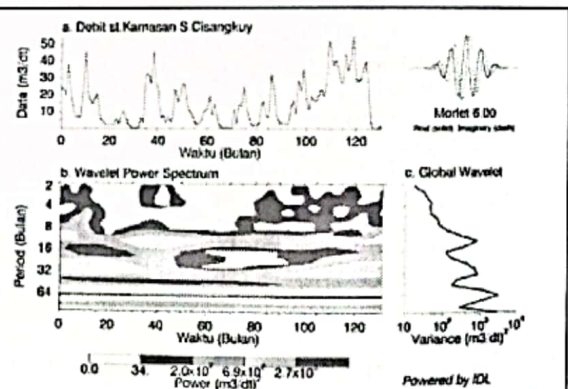 a. Debit st.Kamasan S Cisangkuy
Data (m3/dt)
50
40
30
20
10
0 20 40 60 80 100 120
Waktu (Bulan)
Morlet 6.00
b. Wavelet Power Spectrum
Period (Bulan)
2
4
8
16
32
64
0 20 40 60 80 100 120
Waktu (Bulan)
c. Global Wavelet
Variance (m3/dt)
0.0 34.
Power (m3/dt)
Powered by IDL